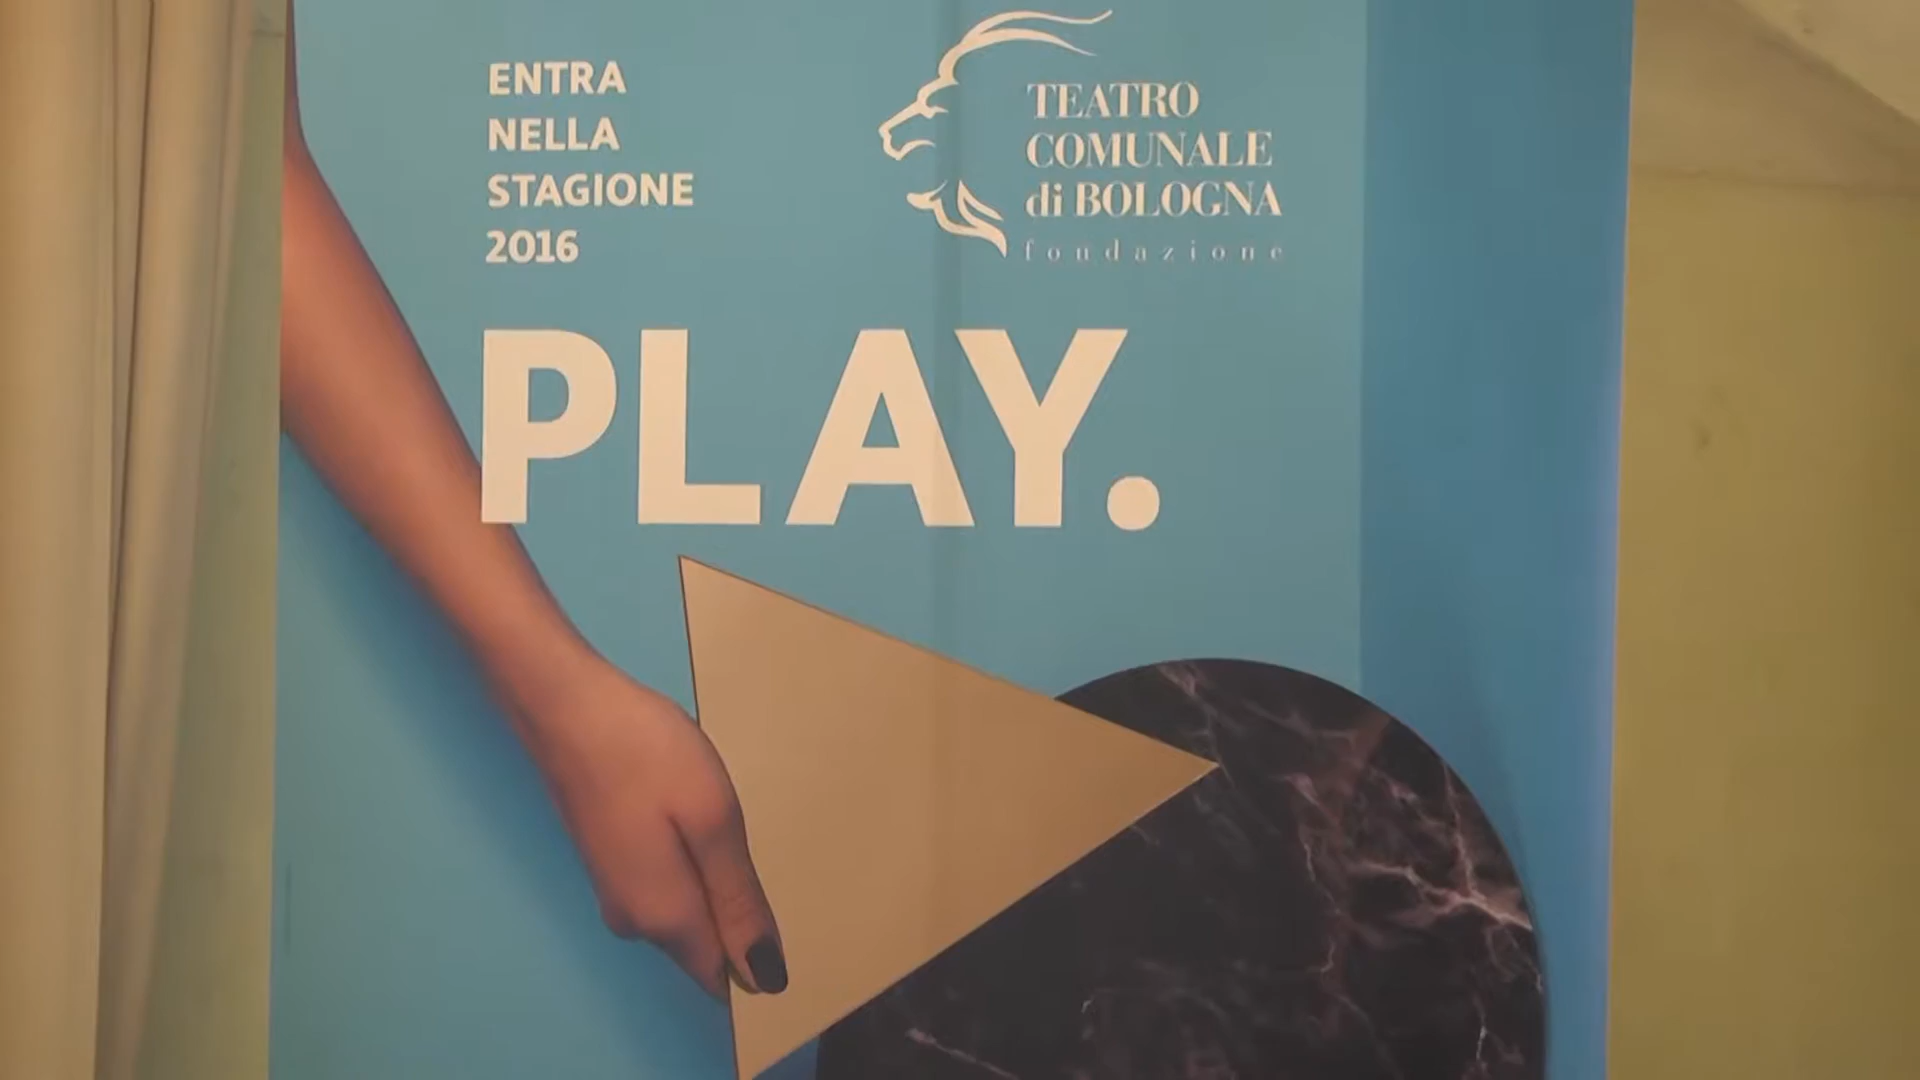 ENTRA
NELLA
STAGIONE
2016
TEATRO
COMUNALE
di BOLOGNA
fondazione
PLAY.